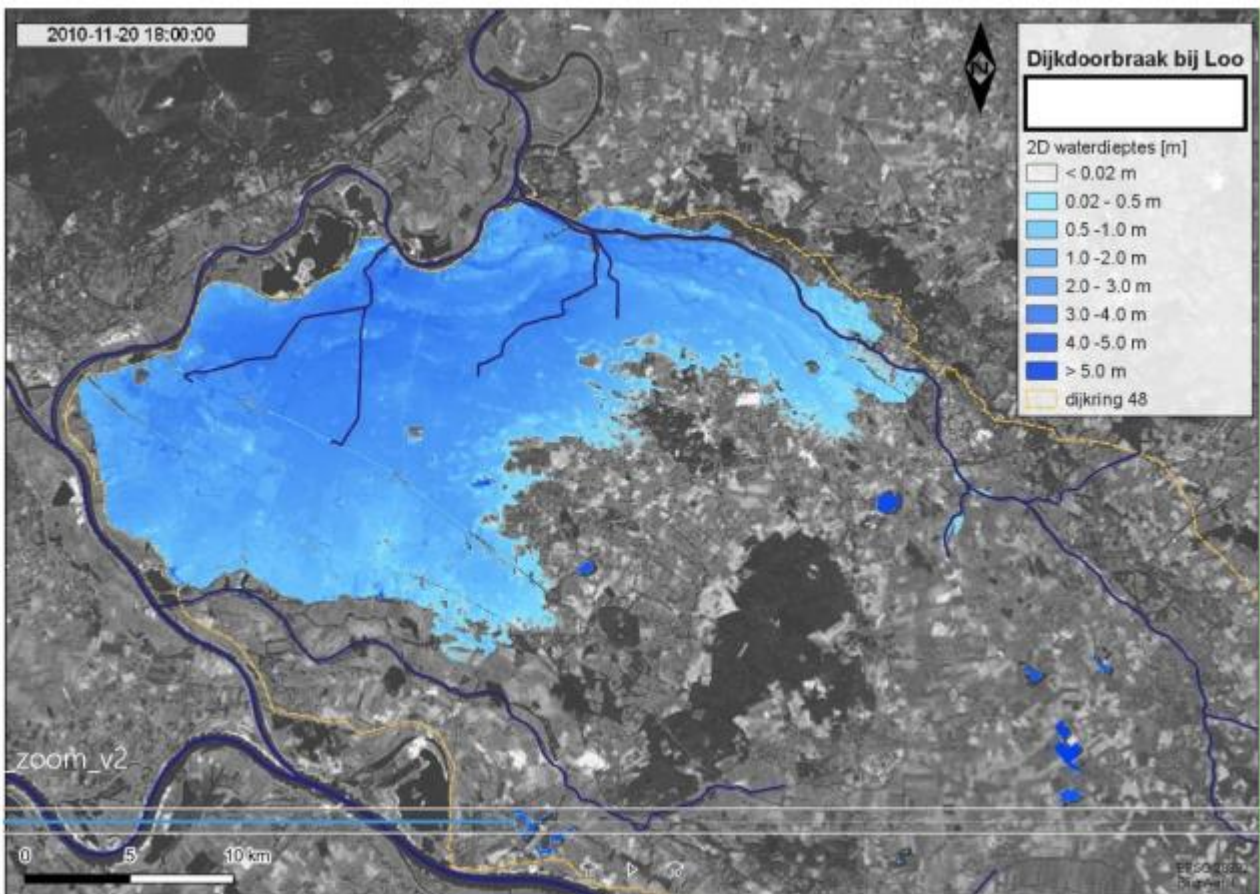 2010-11-20 18:00:00
N
Dijkdoorbraak bij Loo
2D waterdieptes [m]
< 0.02 m
0.02 - 0.5 m
0.5 -1.0 m
1.0 -2.0 m
2.0 - 3.0 m
3.0 -4.0 m
4.0 -5.0 m
> 5.0 m
dijkring 48
_zoom_v2
0 5 10 km